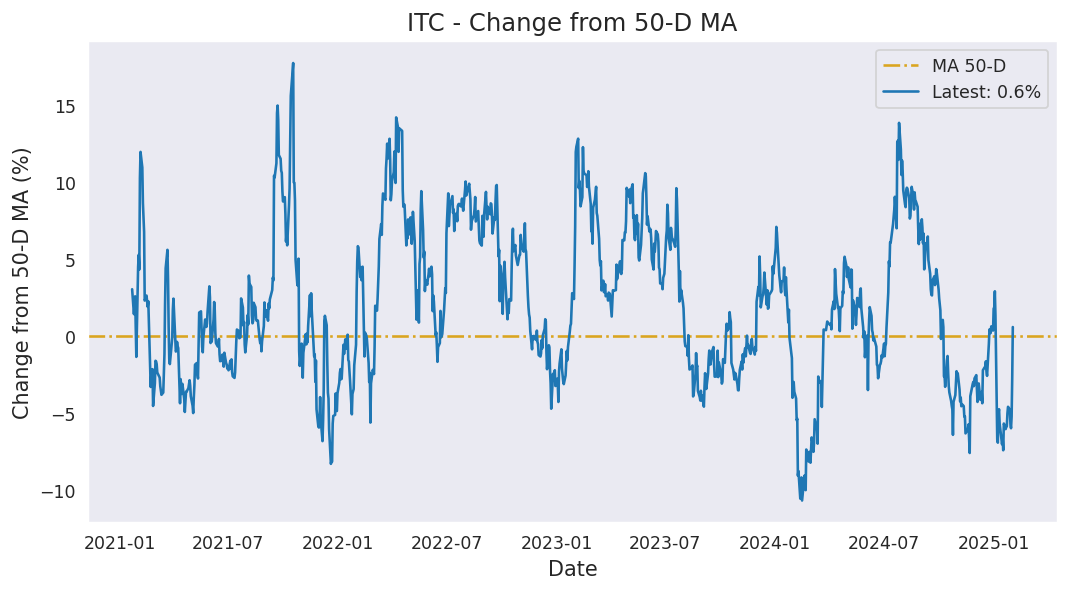 ITC - Change from 50-D MA
MA 50-D
Latest: 0.6%
Change from 50-D MA (%)
15
10
5
0
−5
−10
2021-01 2021-07 2022-01 2022-07 2023-01 2023-07 2024-01 2024-07 2025-01
Date